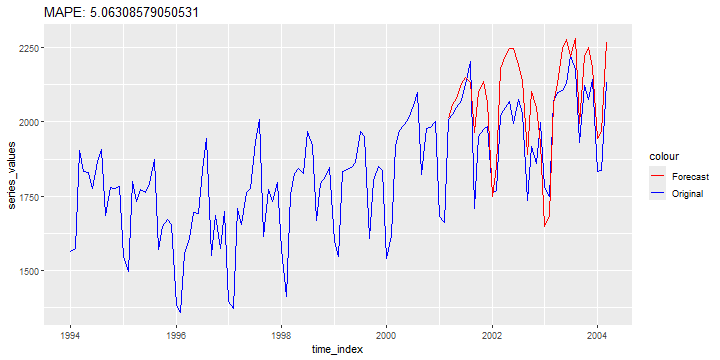 MAPE: 5.06308579050531
series_values
2250
2000
1750
1500
1994
1996
1998
2000
2002
2004
time_index
colour
Forecast
Original